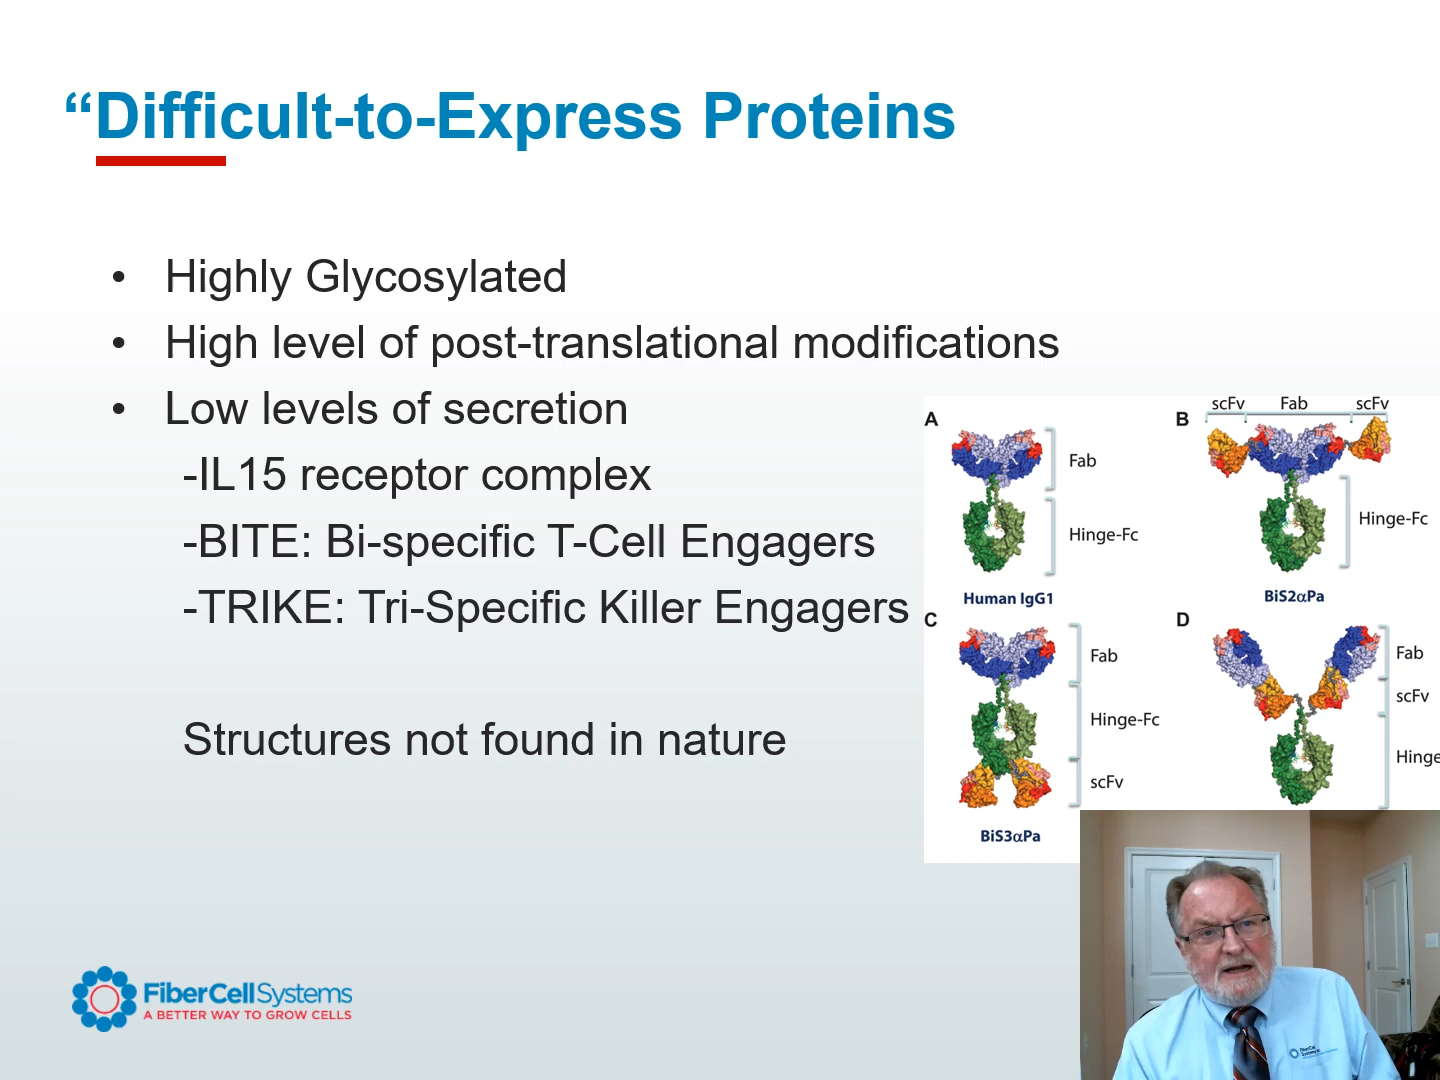 “Difficult-to-Express Proteins
• Highly Glycosylated
• High level of post-translational modifications
• Low levels of secretion
-IL15 receptor complex
-BITE: Bi-specific T-Cell Engagers
-TRIKE: Tri-Specific Killer Engagers
Structures not found in nature
A
Fab
Hinge-Fc
Human IgG1
B
scFv Fab scFv
Hinge-Fc
BiS2αPa
C
Fab
Hinge-Fc
scFv
BiS3αPa
D
Fab
scFv
Hinge
FiberCellSystems
A BETTER WAY TO GROW CELLS
FiberCell
Systems